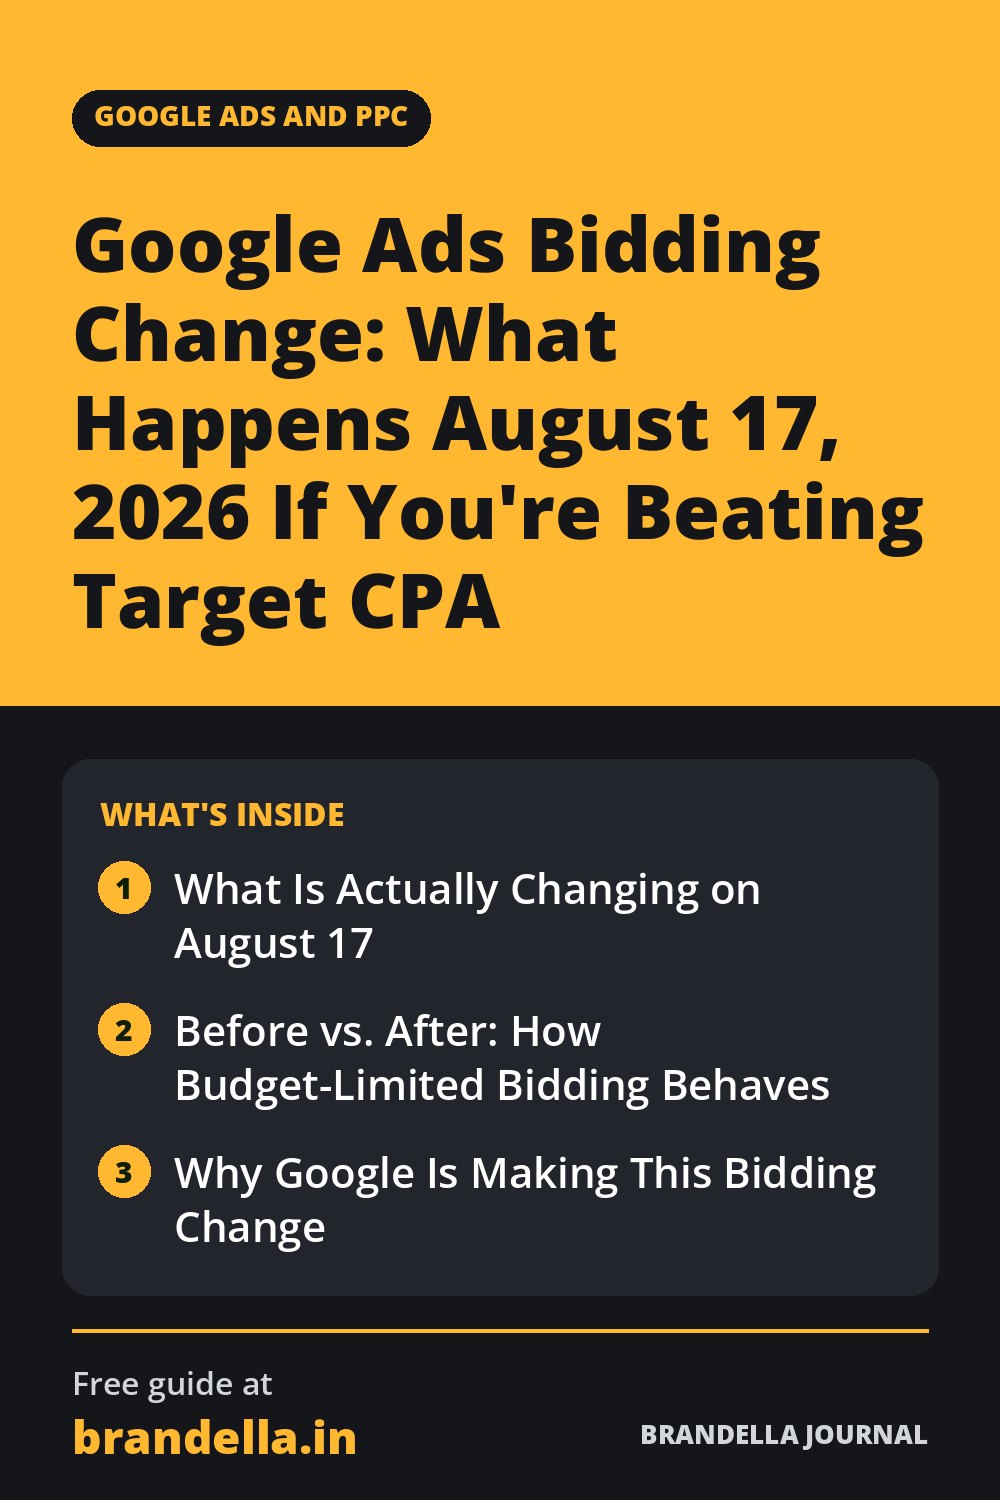 GOOGLE ADS AND PPC
Google Ads Bidding
Change: What
Happens August 17,
2026 If You're Beating
Target CPA
WHAT'S INSIDE
1 What Is Actually Changing on
August 17
2 Before vs. After: How
Budget-Limited Bidding Behaves
3 Why Google Is Making This Bidding
Change
Free guide at
brandella.in
BRANDELLA JOURNAL